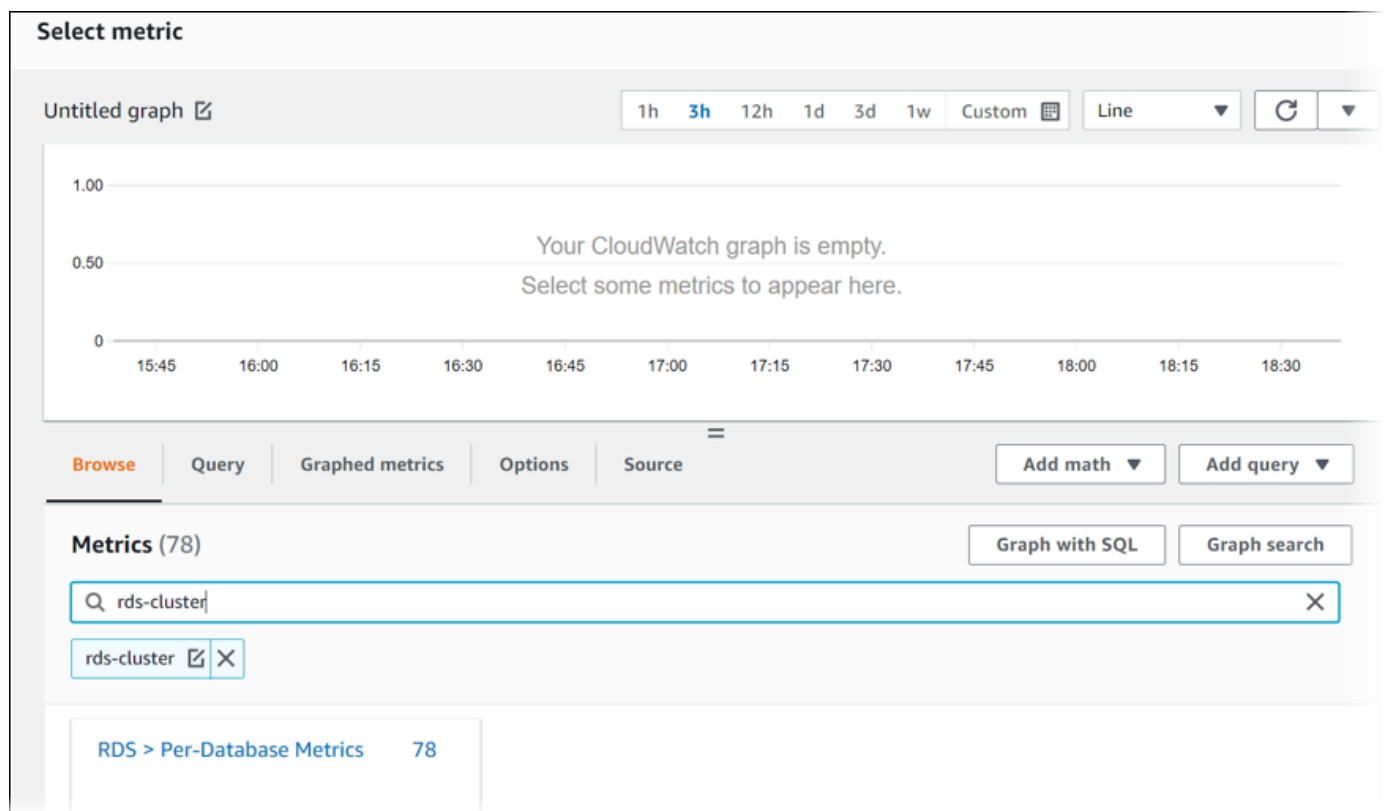 Select metric
Untitled graph 1h 3h 12h 1d 3d 1w Custom Line
1.00
Your CloudWatch graph is empty.
0.50
Select some metrics to appear here.
0
15:45 16:00 16:15 16:30 16:45 17:00 17:15 17:30 17:45 18:00 18:15 18:30
Browse Query Graphed metrics Options Source Add math Add query
Metrics (78) Graph with SQL Graph search
rds-cluster
rds-cluster
RDS > Per-Database Metrics 78